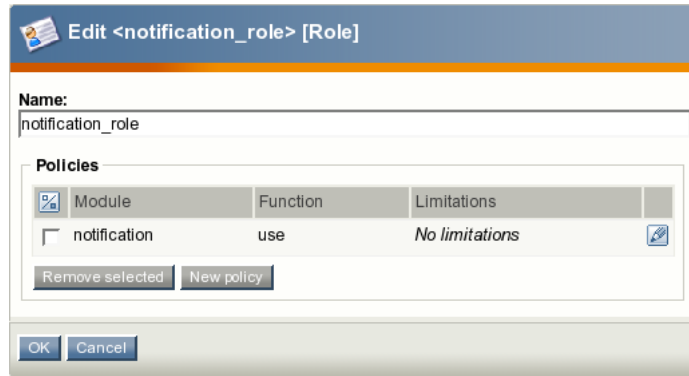 Edit <notification_role> [Role]
Name:
notification_role
Policies
Module Function Limitations
notification use No limitations
Remove selected New policy
OK Cancel